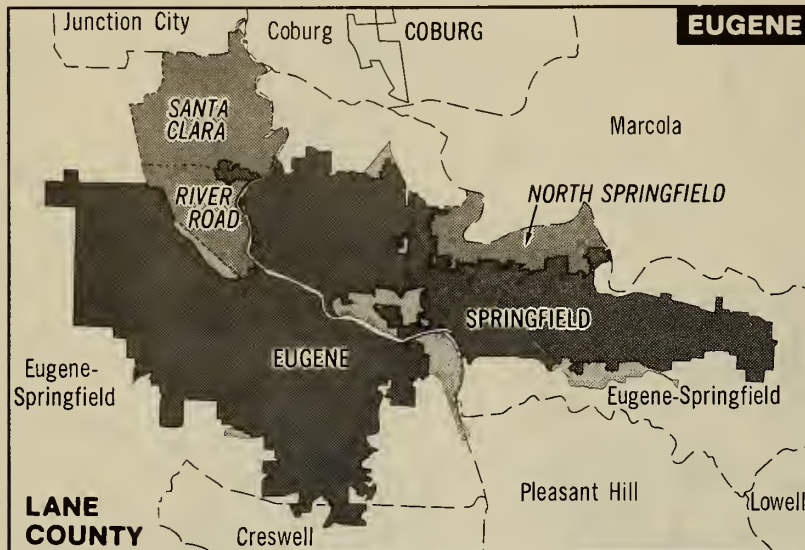 Junction City
Coburg
COBURG
EUGENE
SANTA
CLARA
Marcola
RIVER
ROAD
NORTH SPRINGFIELD
SPRINGFIELD
EUGENE
Eugene-
Springfield
Eugene-Springfield
Pleasant Hill
Lowell
LANE
COUNTY
Creswell